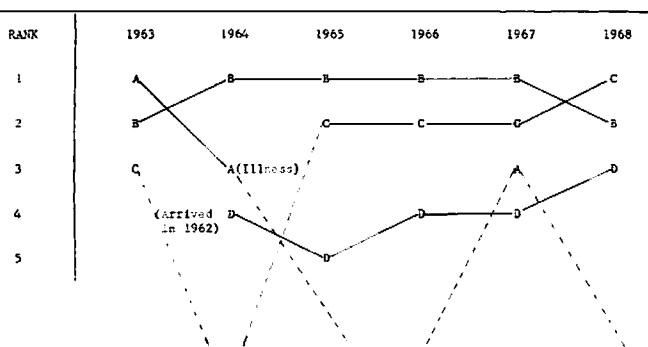 RANK 1963 1964 1965 1966 1967 1968
1 A B B B B C
2 B C C G B
3 C A(Illness) A D
4 (Arrived D D D
in 1962)
5 D